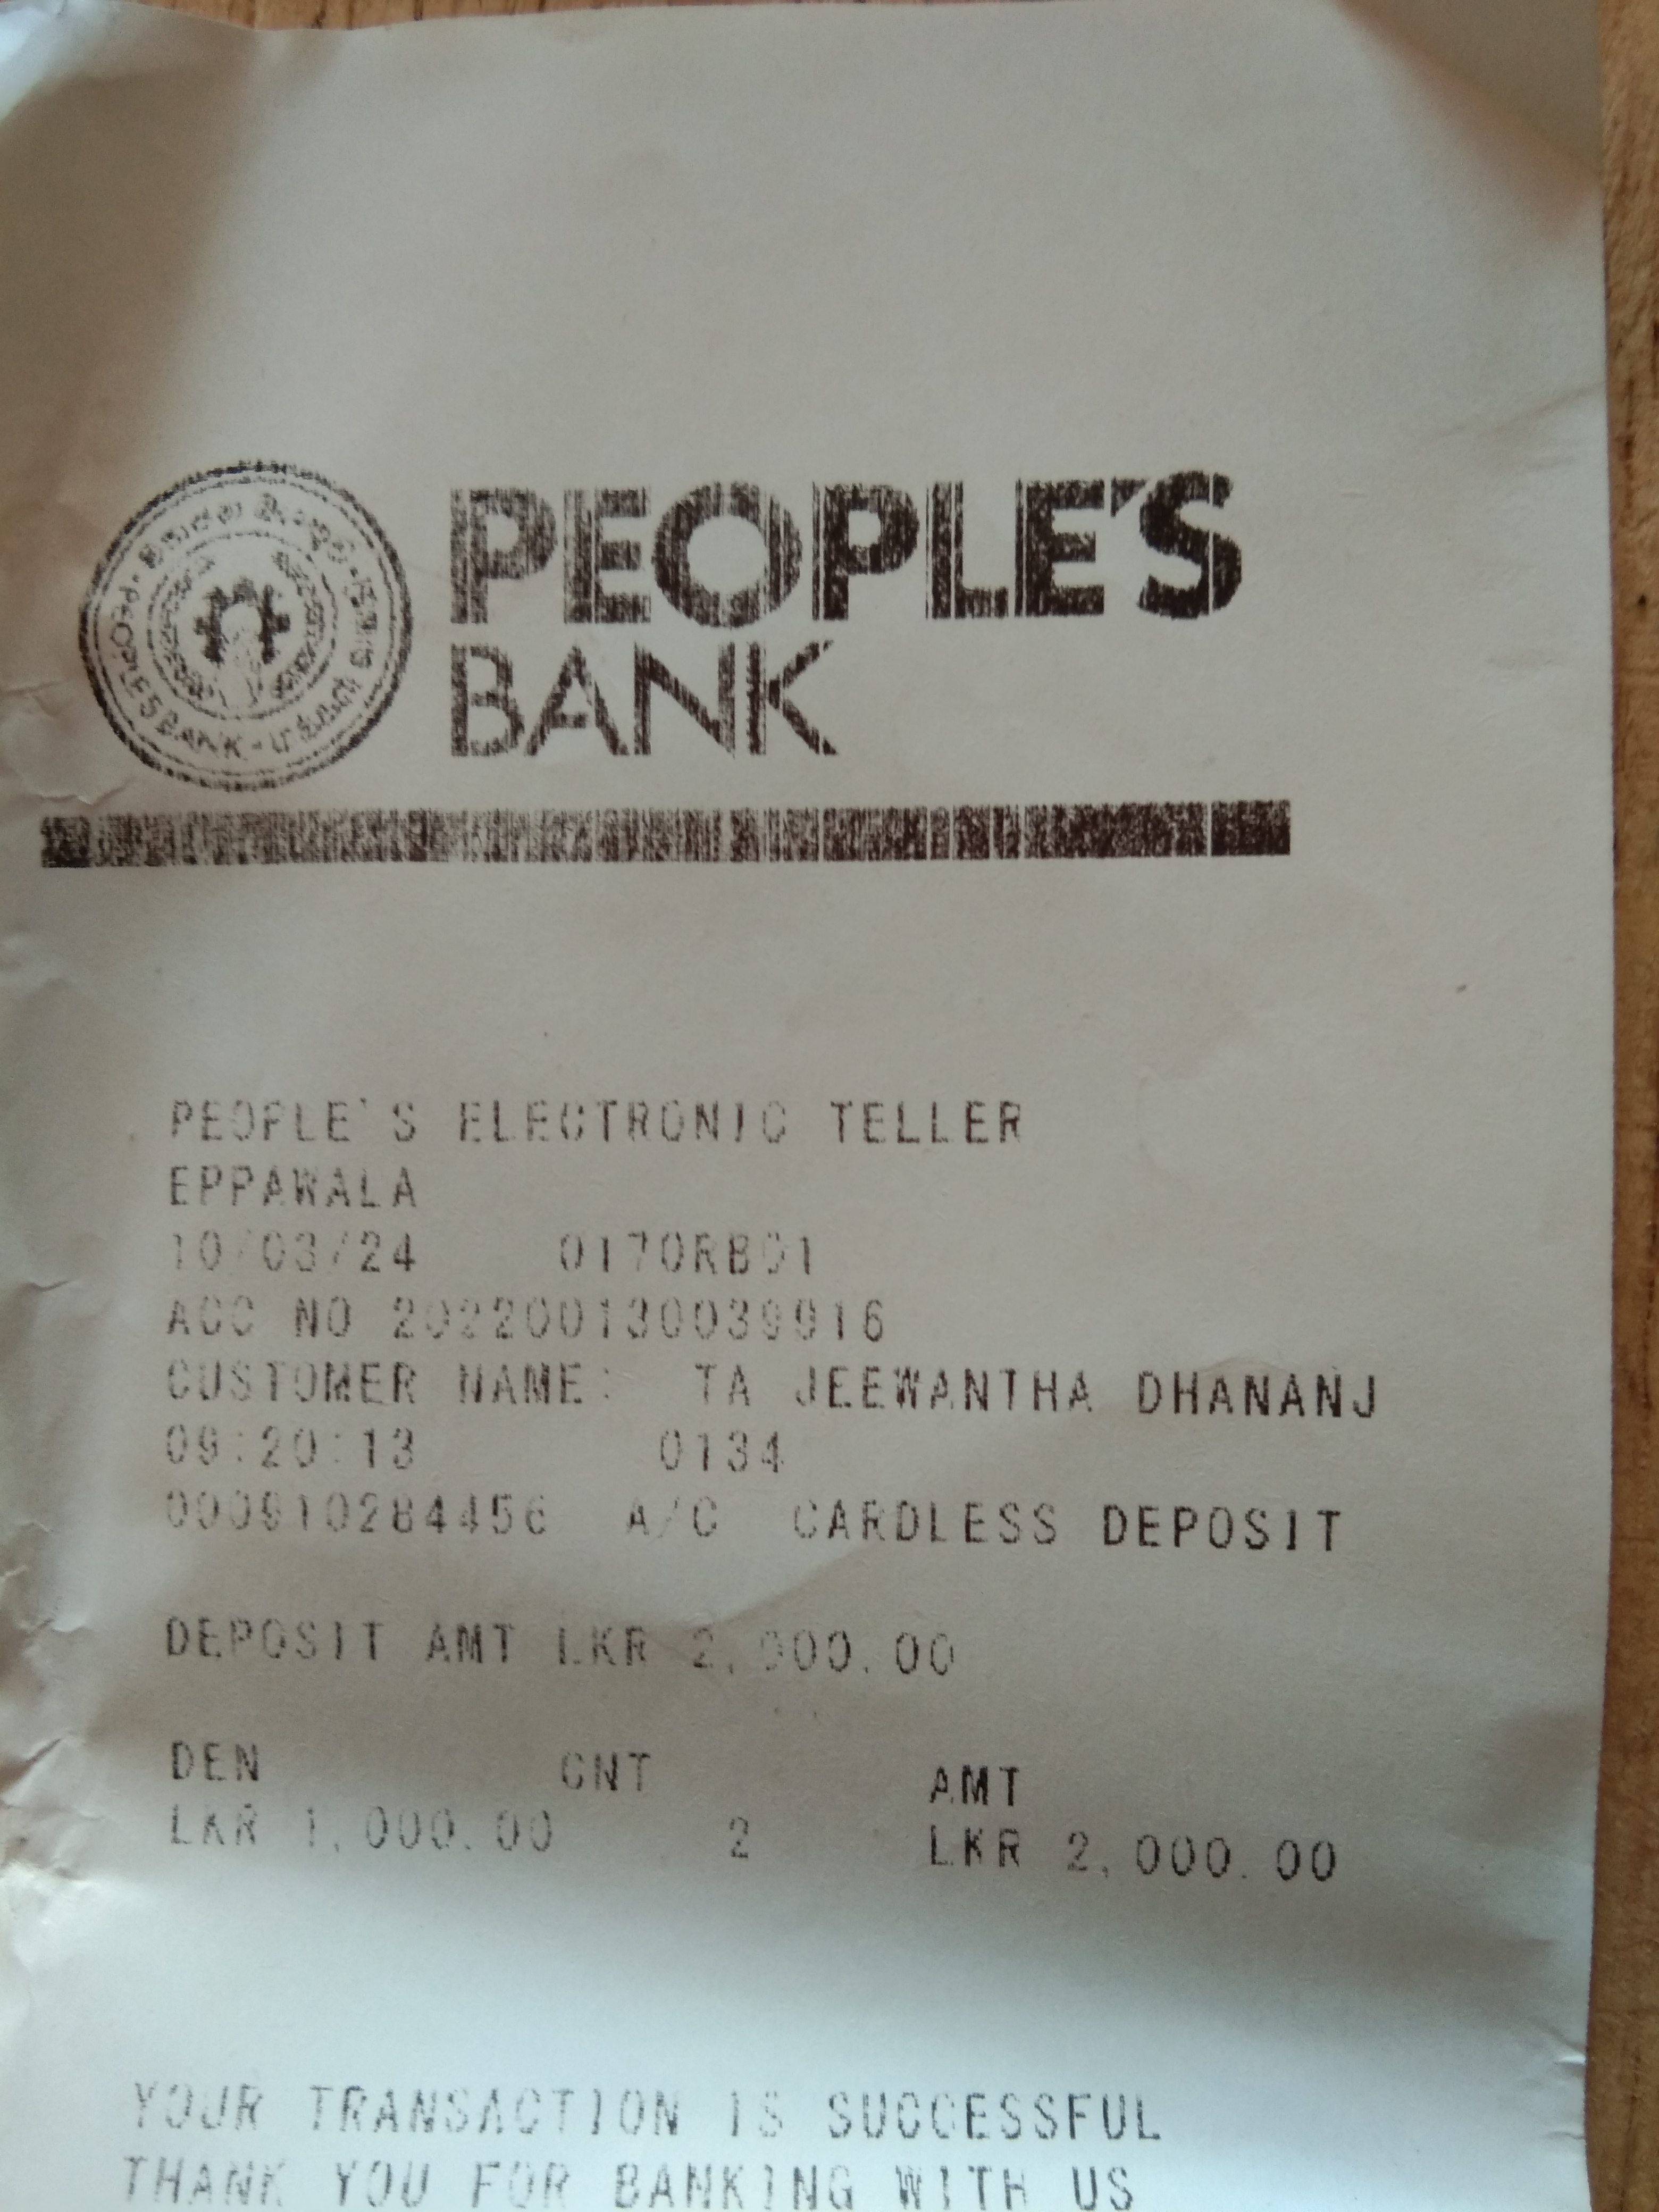 PEOPLE'S
BANK
PEOPLE'S BANK
PEOPLE'S ELECTRONIC TELLER
EPPAWALA
10/03/24 0170RB01
ACC NO 202200130039916
CUSTOMER NAME: TA JEEWANTHA DHANANJ
09:20:13 0134
000910284456 A/C CARDLESS DEPOSIT
DEPOSIT AMT LKR 2,000.00
DEN CNT AMT
LKR 1,000.00 2 LKR 2,000.00
YOUR TRANSACTION IS SUCCESSFUL
THANK YOU FOR BANKING WITH US